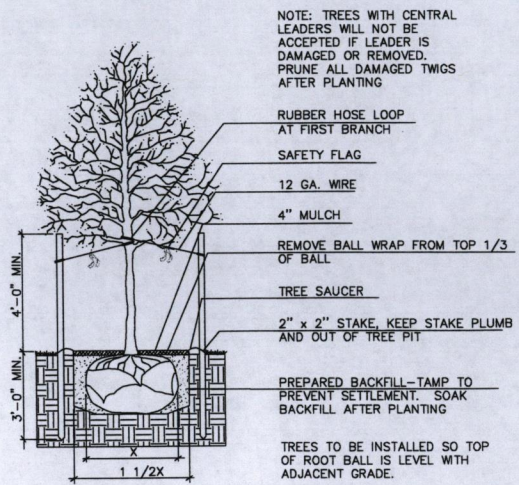 NOTE: TREES WITH CENTRAL
LEADERS WILL NOT BE
ACCEPTED IF LEADER IS
DAMAGED OR REMOVED.
PRUNE ALL DAMAGED TWIGS
AFTER PLANTING
RUBBER HOSE LOOP
AT FIRST BRANCH
SAFETY FLAG
12 GA. WIRE
4" MULCH
REMOVE BALL WRAP FROM TOP 1/3
OF BALL
TREE SAUCER
2" x 2" STAKE, KEEP STAKE PLUMB
AND OUT OF TREE PIT
PREPARED BACKFILL-TAMP TO
PREVENT SETTLEMENT. SOAK
BACKFILL AFTER PLANTING
TREES TO BE INSTALLED SO TOP
OF ROOT BALL IS LEVEL WITH
ADJACENT GRADE.
4'-0" MIN.
3'-0" MIN.
X
1 1/2X